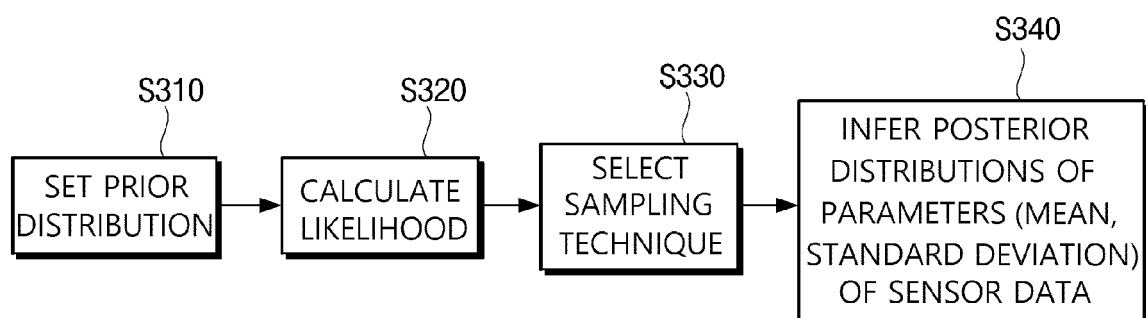 S310
SET PRIOR
DISTRIBUTION
S320
CALCULATE
LIKELIHOOD
S330
SELECT
SAMPLING
TECHNIQUE
S340
INFER POSTERIOR
DISTRIBUTIONS OF
PARAMETERS (MEAN,
STANDARD DEVIATION)
OF SENSOR DATA